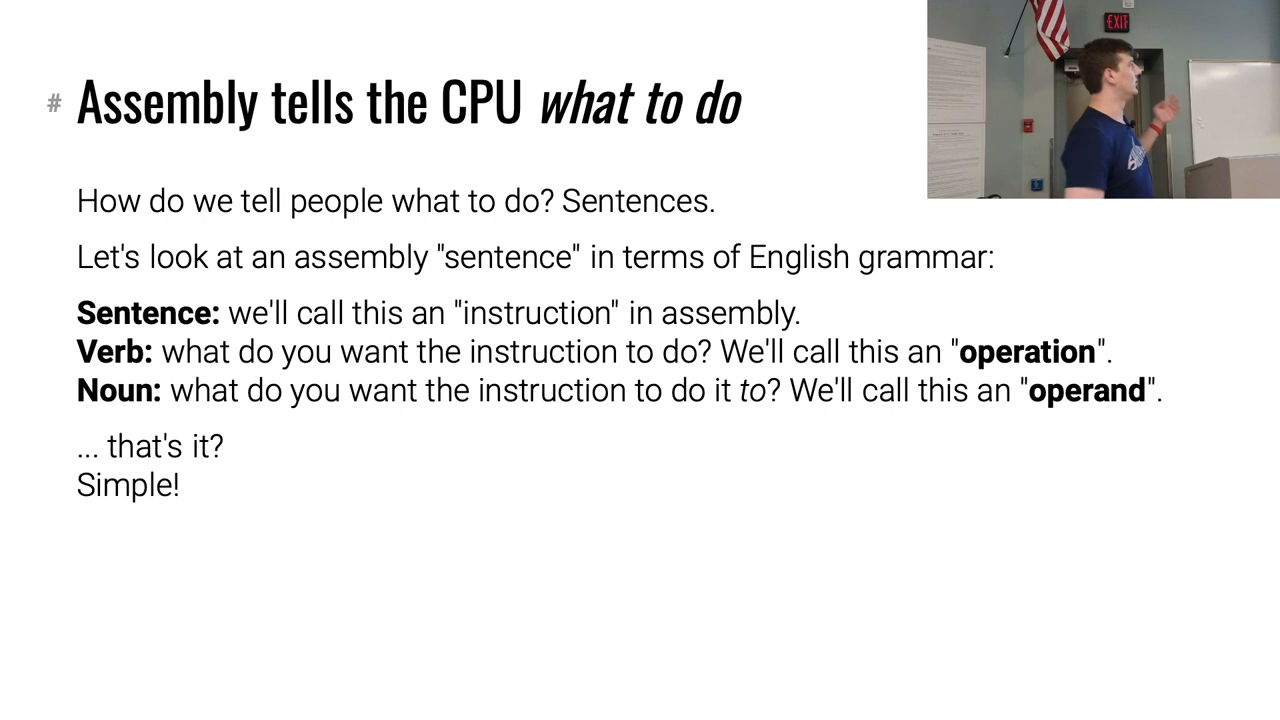 # Assembly tells the CPU what to do
How do we tell people what to do? Sentences.
Let's look at an assembly "sentence" in terms of English grammar:
Sentence: we'll call this an "instruction" in assembly.
Verb: what do you want the instruction to do? We'll call this an "operation".
Noun: what do you want the instruction to do it to? We'll call this an "operand".
... that's it?
Simple!
EXIT